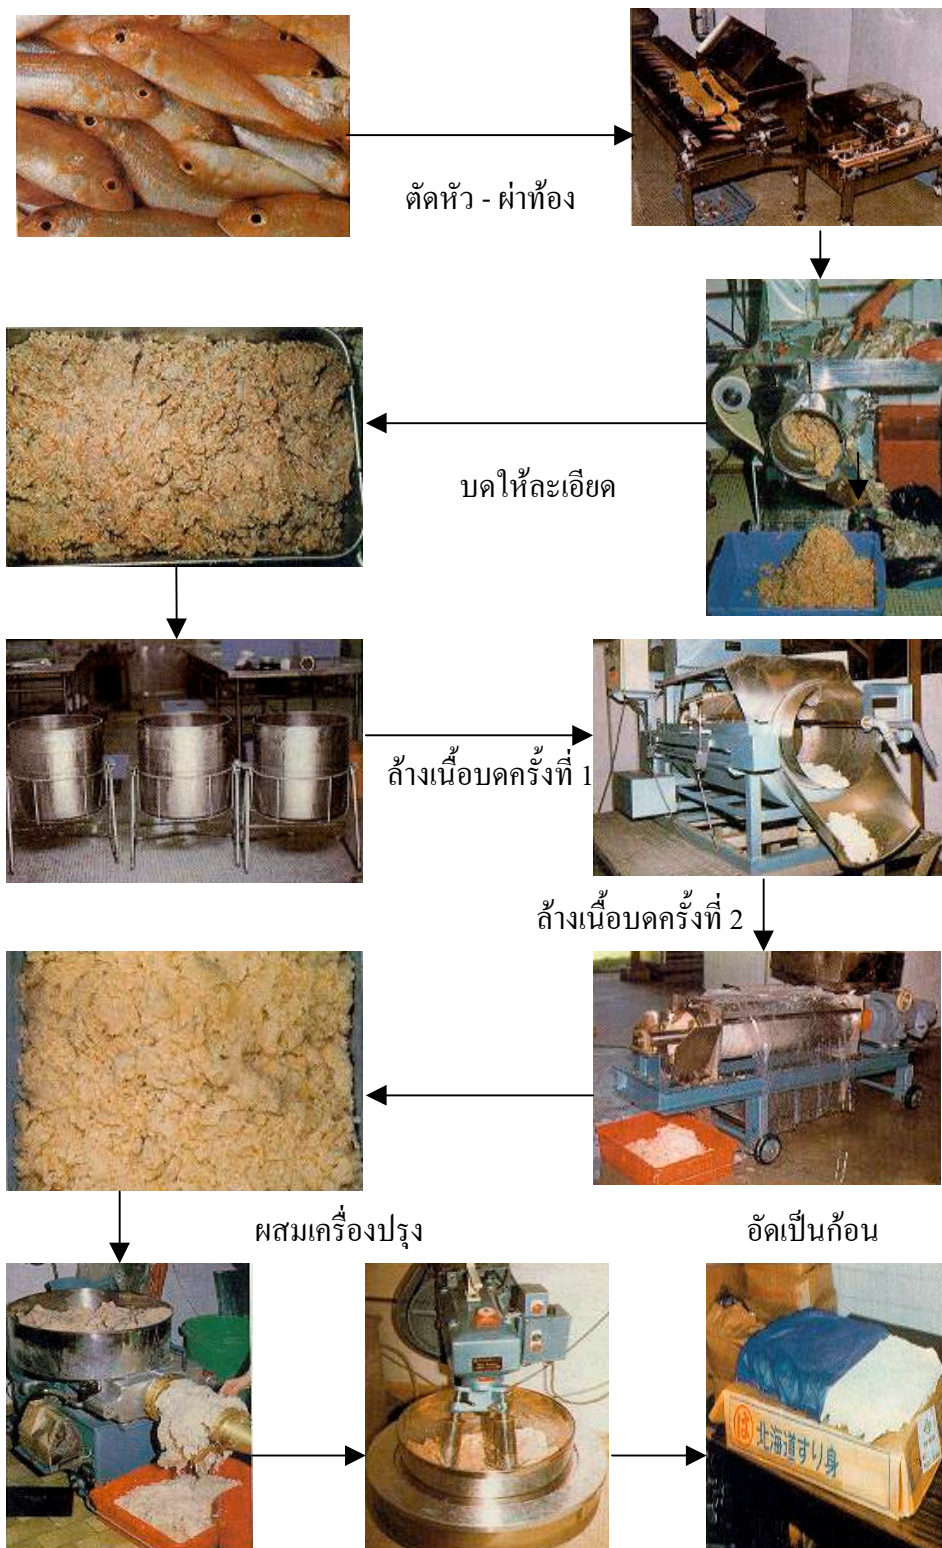 ตัดหัว - ผ่าท้อง
บดให้ละเอียด
ล้างเนื้อบดครั้งที่ 1
ล้างเนื้อบดครั้งที่ 2
ผสมเครื่องปรุง
อัดเป็นก้อน
ぱ 北海道すり身